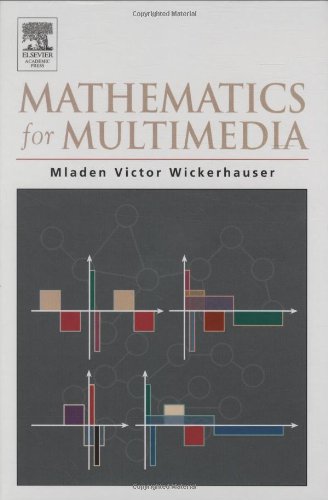 ELSEVIER
ACADEMIC
PRESS
MATHEMATICS
for MULTIMEDIA
Mladen Victor Wickerhauser